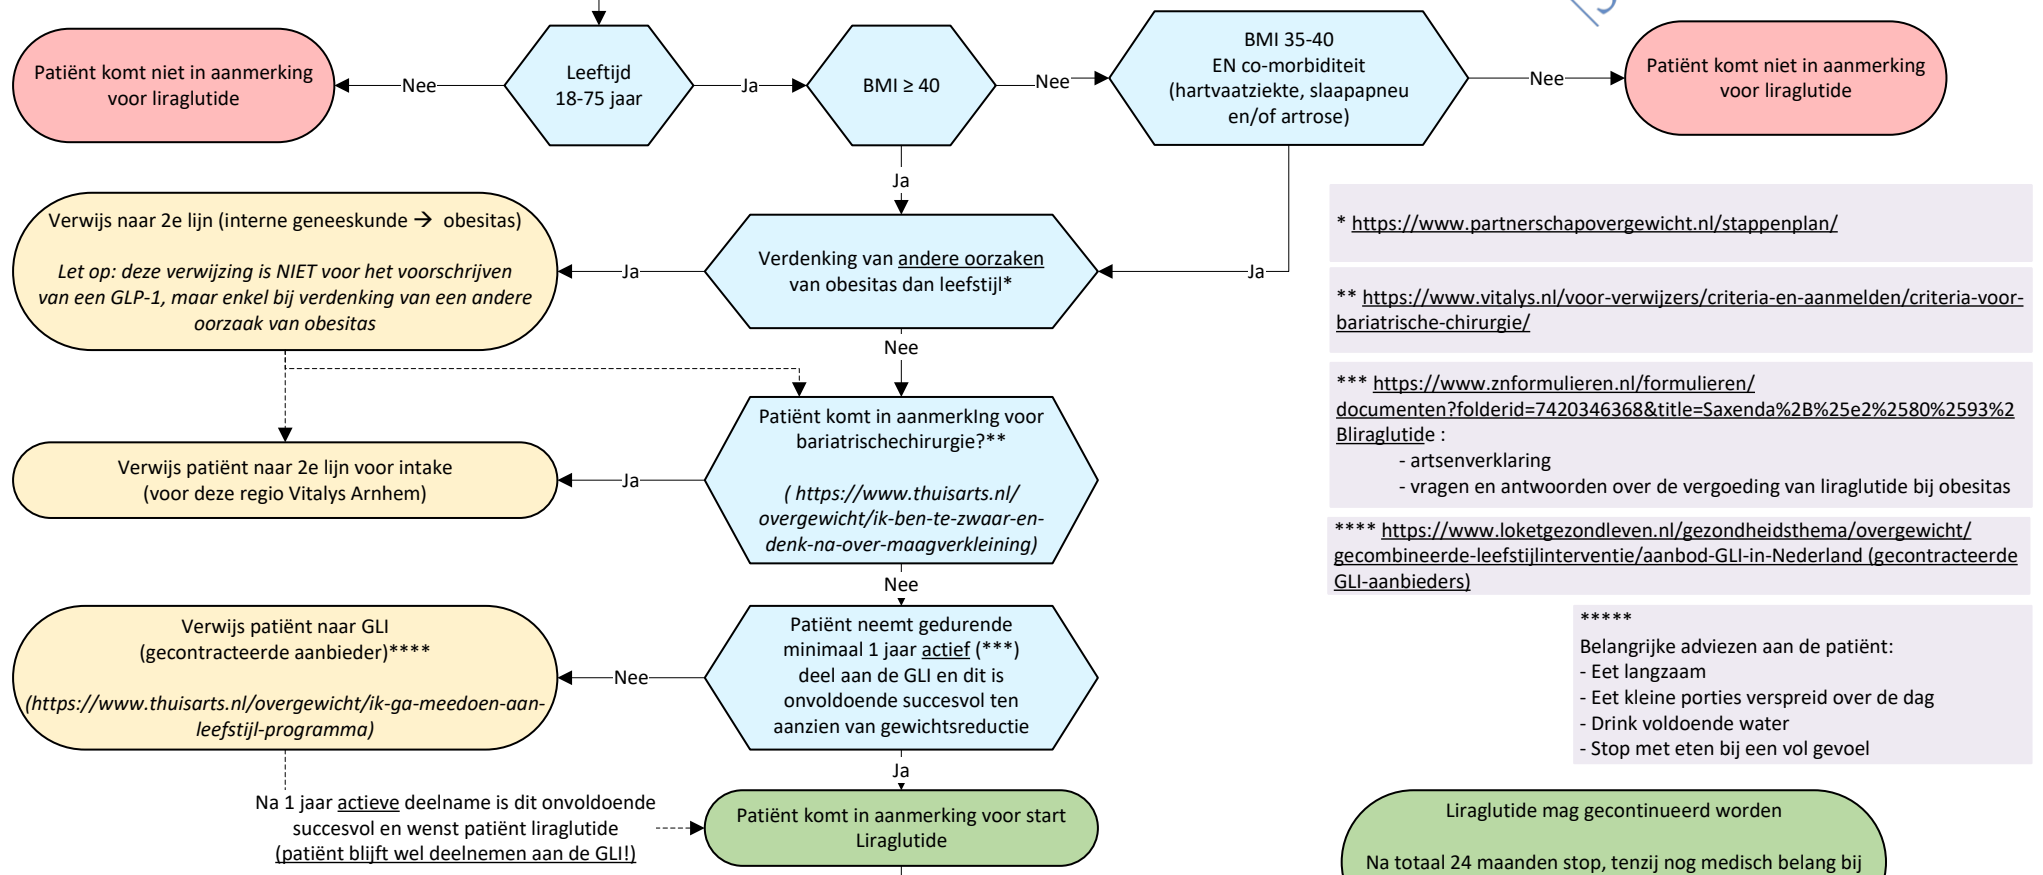 Patiënt komt niet in aanmerking
voor liraglutide
Nee
Leeftijd
18-75 jaar
Ja
BMI ≥ 40
Nee
BMI 35-40
EN co-morbiditeit
(hartvaatziekte, slaapapneu
en/of artrose)
Nee
Patiënt komt niet in aanmerking
voor liraglutide
Ja
Verwijs naar 2e lijn (interne geneeskunde → obesitas)
Let op: deze verwijzing is NIET voor het voorschrijven
van een GLP-1, maar enkel bij verdenking van een andere
oorzaak van obesitas
Ja
Verdenking van andere oorzaken
van obesitas dan leefstijl*
Ja
* https://www.partnerschapovergewicht.nl/stappenplan/
** https://www.vitalys.nl/voor-verwijzers/criteria-en-aanmelden/criteria-voor-
bariatrische-chirurgie/
Nee
*** https://www.znformulieren.nl/formulieren/
documenten?folderid=7420346368&title=Saxenda%2B%25e2%2580%2593%2
Bliraglutide :
- artsenverklaring
- vragen en antwoorden over de vergoeding van liraglutide bij obesitas
Patiënt komt in aanmerkIng voor
bariatrischechirurgie?**
( https://www.thuisarts.nl/
overgewicht/ik-ben-te-zwaar-en-
denk-na-over-maagverkleining)
Ja
Verwijs patiënt naar 2e lijn voor intake
(voor deze regio Vitalys Arnhem)
**** https://www.loketgezondleven.nl/gezondheidsthema/overgewicht/
gecombineerde-leefstijlinterventie/aanbod-GLI-in-Nederland (gecontracteerde
GLI-aanbieders)
Nee
Verwijs patiënt naar GLI
(gecontracteerde aanbieder)****
(https://www.thuisarts.nl/overgewicht/ik-ga-meedoen-aan-
leefstijl-programma)
Nee
Patiënt neemt gedurende
minimaal 1 jaar actief (***)
deel aan de GLI en dit is
onvoldoende succesvol ten
aanzien van gewichtsreductie
*****
Belangrijke adviezen aan de patiënt:
- Eet langzaam
- Eet kleine porties verspreid over de dag
- Drink voldoende water
- Stop met eten bij een vol gevoel
Ja
Na 1 jaar actieve deelname is dit onvoldoende
succesvol en wenst patiënt liraglutide
(patiënt blijft wel deelnemen aan de GLI!)
Patiënt komt in aanmerking voor start
Liraglutide
Liraglutide mag gecontinueerd worden
Na totaal 24 maanden stop, tenzij nog medisch belang bij